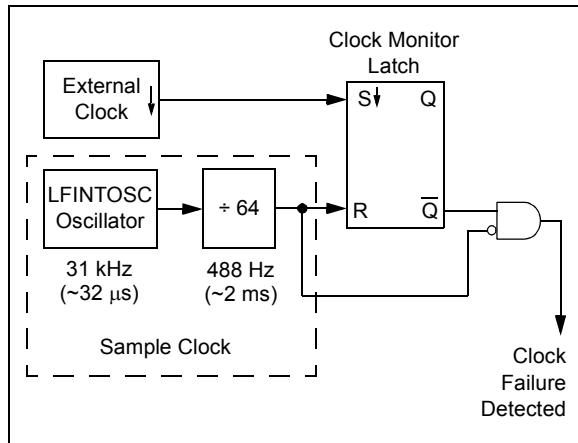 Clock Monitor
Latch
External
Clock
S
Q
LFINTOSC
Oscillator
÷ 64
R
Q
31 kHz
(~32 μs)
488 Hz
(~2 ms)
Sample Clock
Clock
Failure
Detected